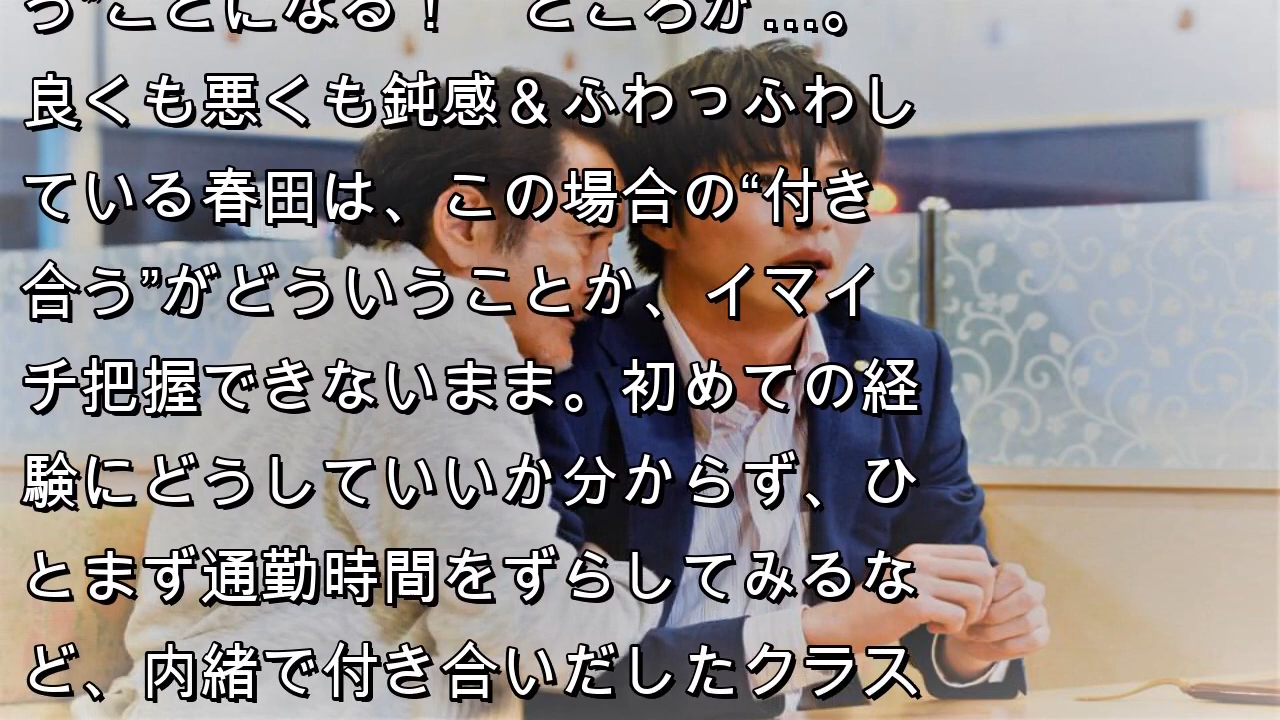 う”ことになる！　ところが…。
良くも悪くも鈍感＆ふわっふわし
ている春田は、この場合の“付き
合う”がどういうことか、イマイ
チ把握できないまま。初めての経
験にどうしていいか分からず、ひ
とまず通勤時間をずらしてみるな
ど、内緒で付き合いだしたクラス